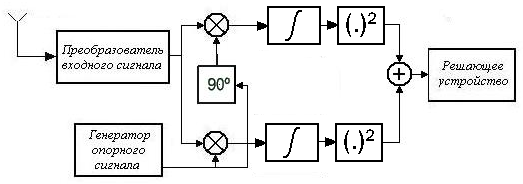 Преобразователь
входного сигнала
∫
(.)²
90º
+
Решающее
устройство
Генератор
опорного
сигнала
∫
(.)²